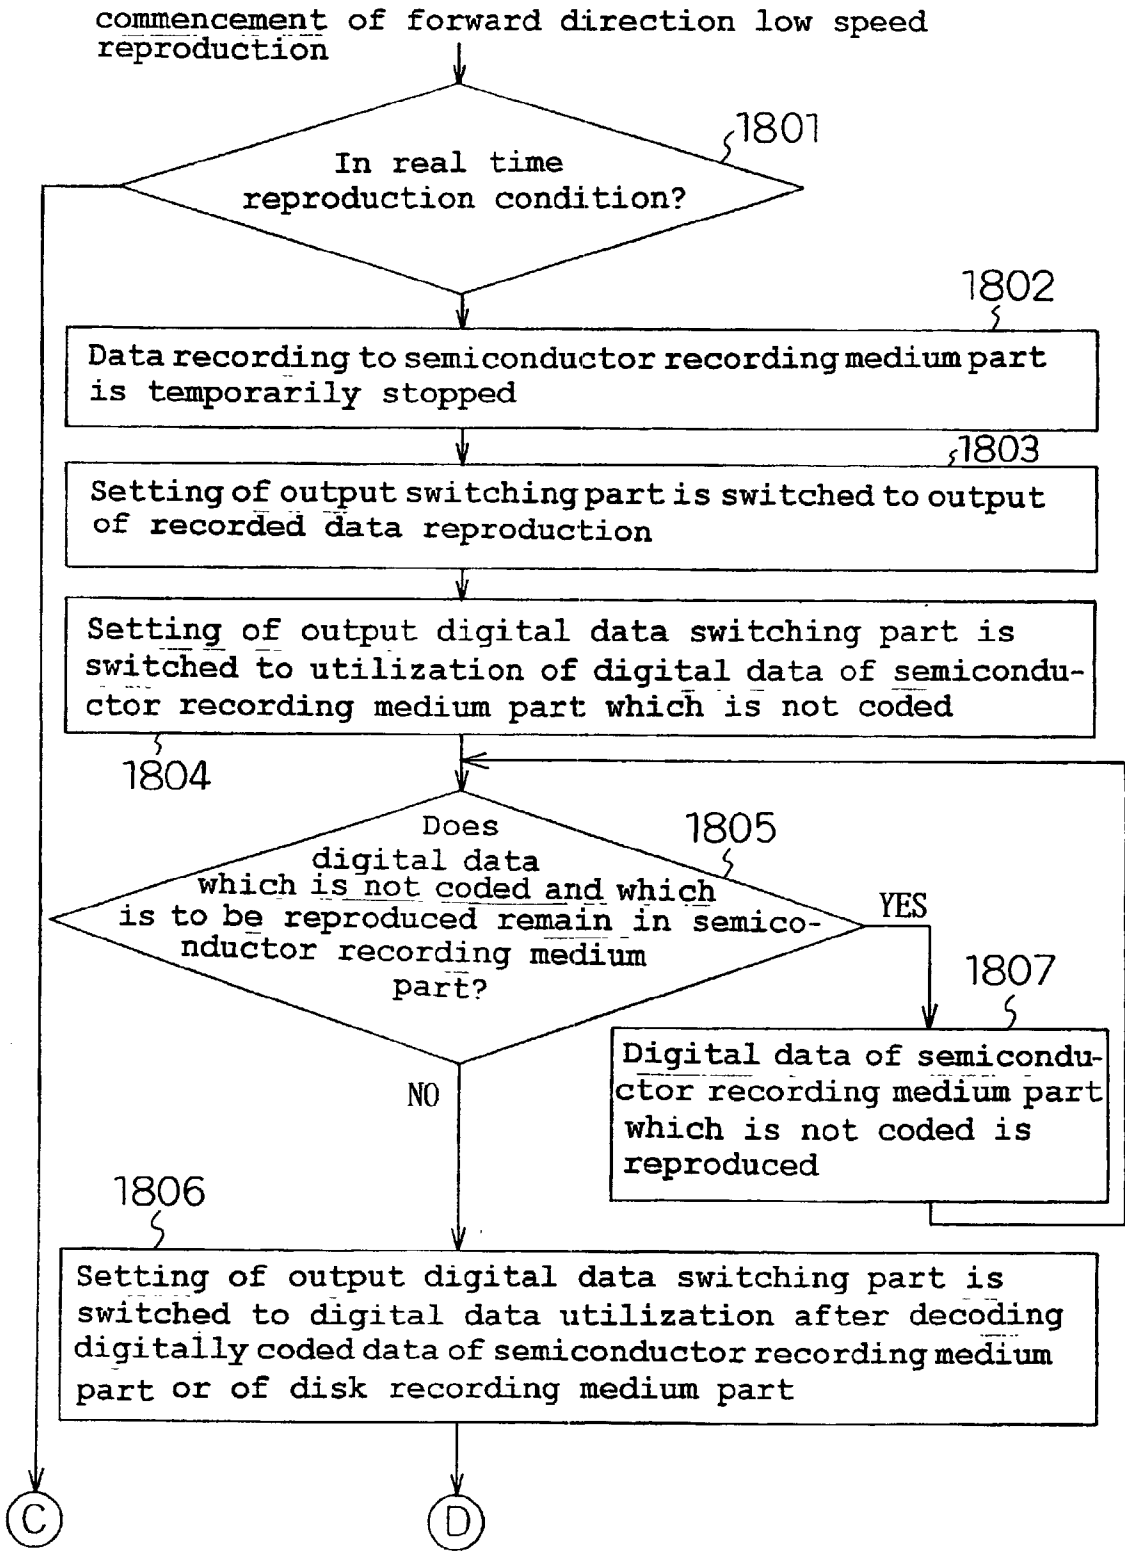 commencement of forward direction low speed
reproduction
1801
In real time
reproduction condition?
1802
Data recording to semiconductor recording medium part
is temporarily stopped
1803
Setting of output switching part is switched to output
of recorded data reproduction
Setting of output digital data switching part is
switched to utilization of digital data of semicondu-
ctor recording medium part which is not coded
1804
1805
Does
digital data
which is not coded and which
is to be reproduced remain in semico-
nductor recording medium
part?
YES
1807
Digital data of semicondu-
ctor recording medium part
which is not coded is
reproduced
NO
1806
Setting of output digital data switching part is
switched to digital data utilization after decoding
digitally coded data of semiconductor recording medium
part or of disk recording medium part
C
D